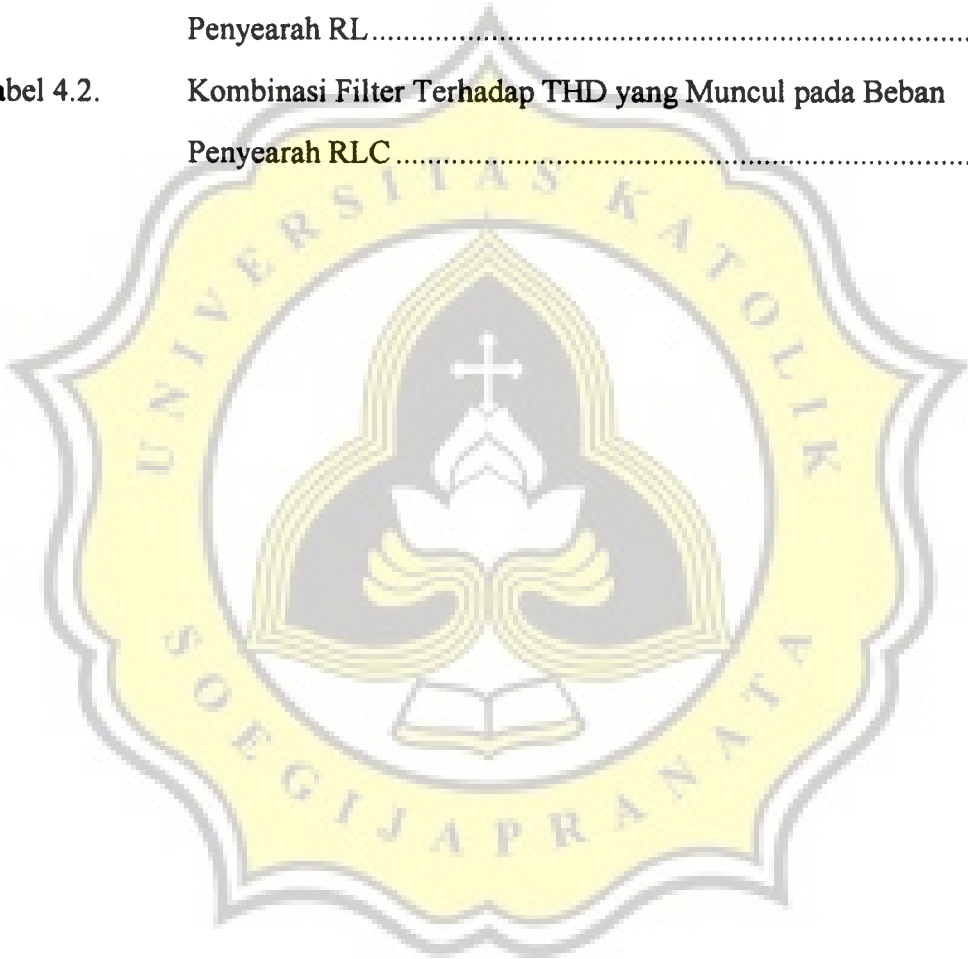 Penyearah RL ................................................................................
abel 4.2. Kombinasi Filter Terhadap THD yang Muncul pada Beban
Penyearah RLC ................................................................................
UNIVERSITAS KATOLIK
SOEGIJAPRANATA